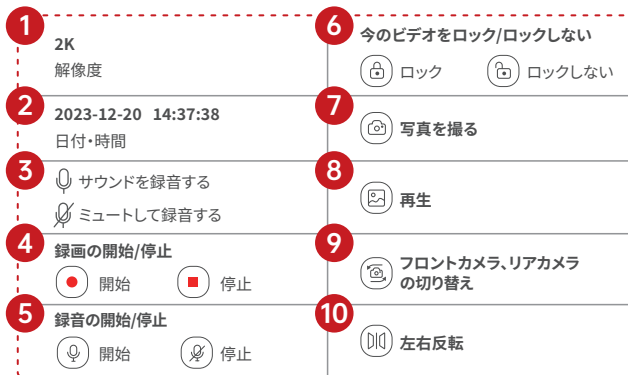 1
2K
解像度
2
2023-12-20 14:37:38
日付・時間
3
サウンドを録音する
ミュートして録音する
4
録画の開始/停止
開始 停止
5
録音の開始/停止
開始 停止
6
今のビデオをロック/ロックしない
ロック ロックしない
7
写真を撮る
8
再生
9
フロントカメラ、リアカメラ
の切り替え
10
左右反転